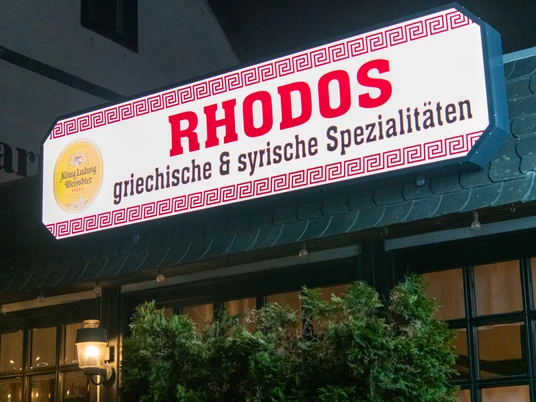 RHODOS
griechische & syrische Spezialitäten
König Ludwig
Weissbier